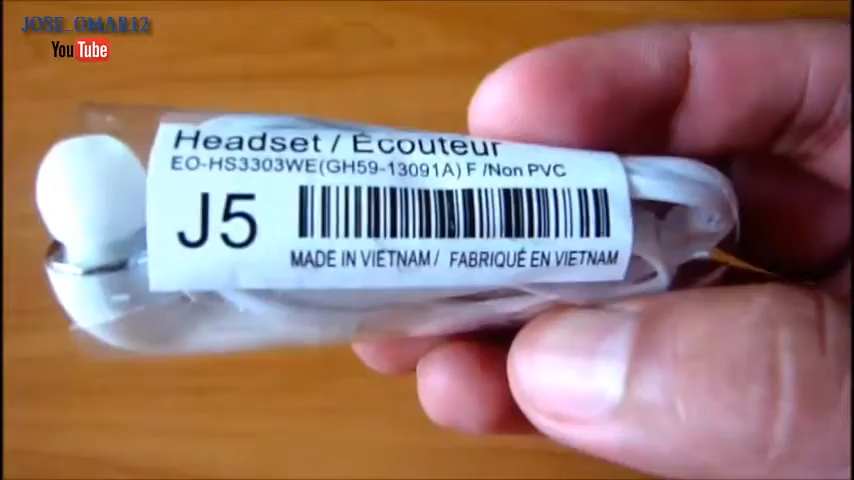 JOSE_OMAR12
YouTube
Headset / Écouteur
EO-HS3303WE(GH59-13091A) F /Non PVC
J5
MADE IN VIETNAM / FABRIQUÉ EN VIETNAM